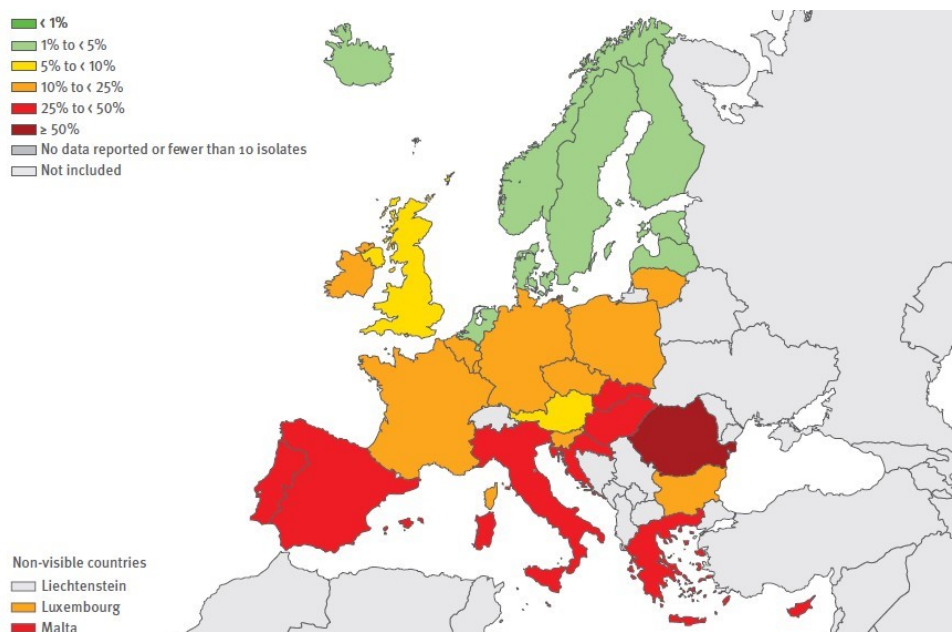 < 1%
1% to < 5%
5% to < 10%
10% to < 25%
25% to < 50%
≥ 50%
No data reported or fewer than 10 isolates
Not included
Non-visible countries
Liechtenstein
Luxembourg
Malta